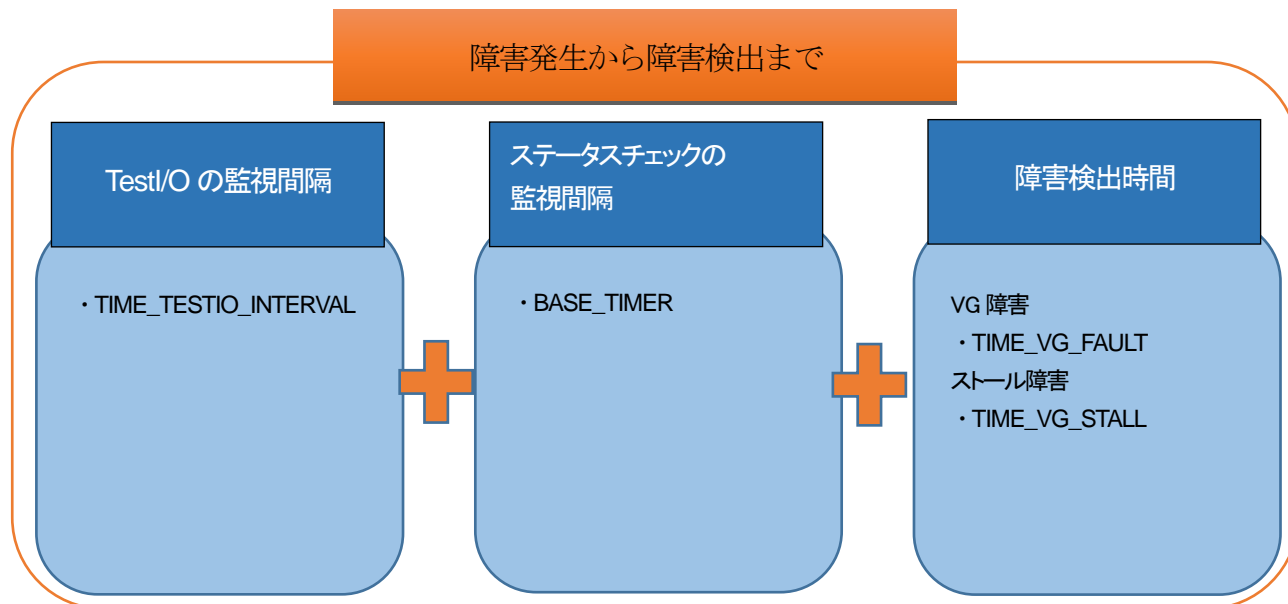 障害発生から障害検出まで
TestI/O の監視間隔
・TIME_TESTIO_INTERVAL
ステータスチェックの
監視間隔
・BASE_TIMER
障害検出時間
VG 障害
・TIME_VG_FAULT
ストール障害
・TIME_VG_STALL